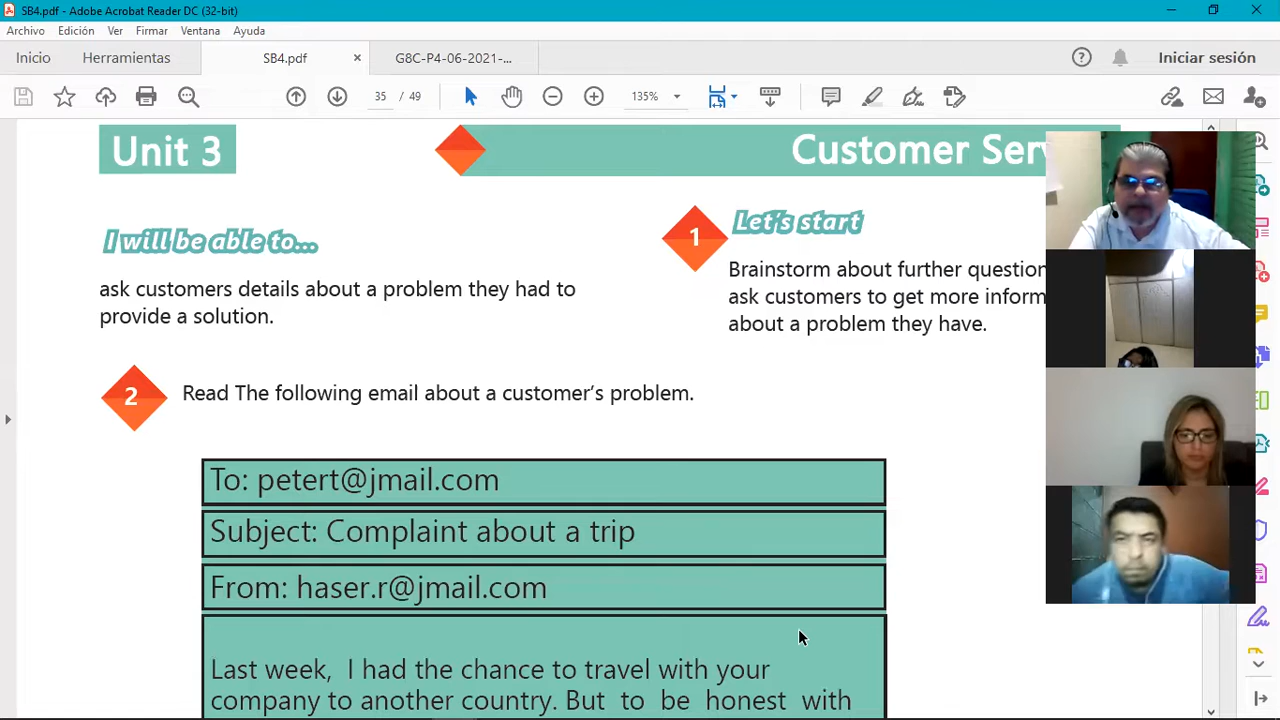 SB4.pdf - Adobe Acrobat Reader DC (32-bit)
Archivo Edición Ver Firmar Ventana Ayuda
Inicio Herramientas SB4.pdf G8C-P4-06-2021-... Iniciar sesión
35 / 49 135%
Unit 3 Customer Serv
I will be able to...
ask customers details about a problem they had to
provide a solution.
1 Let's start
Brainstorm about further question
ask customers to get more inform
about a problem they have.
2 Read The following email about a customer's problem.
To: petert@jmail.com
Subject: Complaint about a trip
From: haser.r@jmail.com
Last week, I had the chance to travel with your
company to another country. But to be honest with